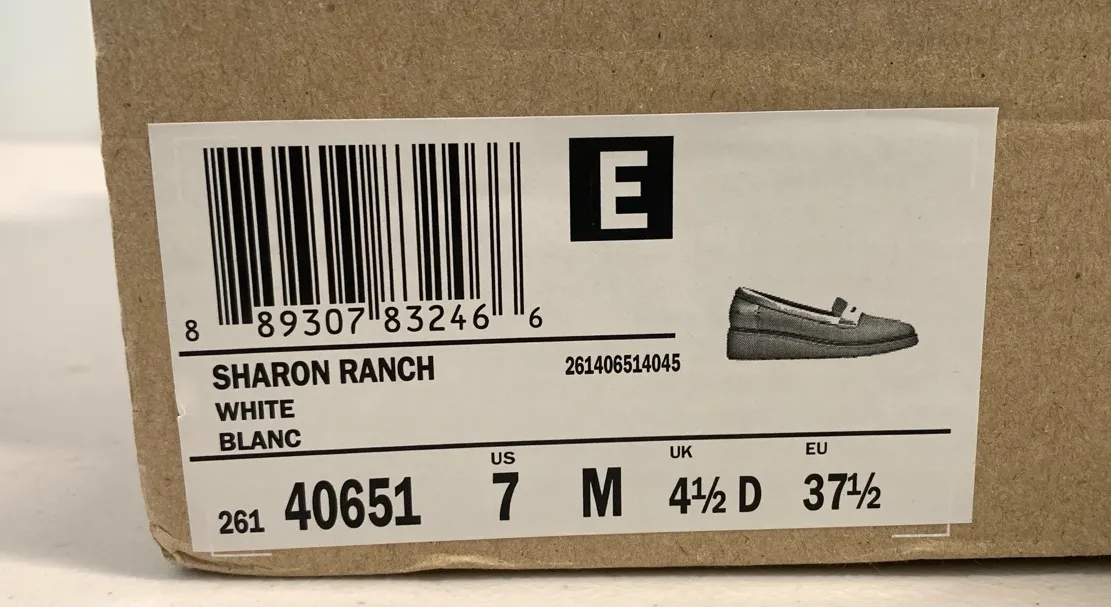 E
8 89307 83246 6
SHARON RANCH 261406514045
WHITE
BLANC
US UK EU
261 40651 7 M 4½ D 37½